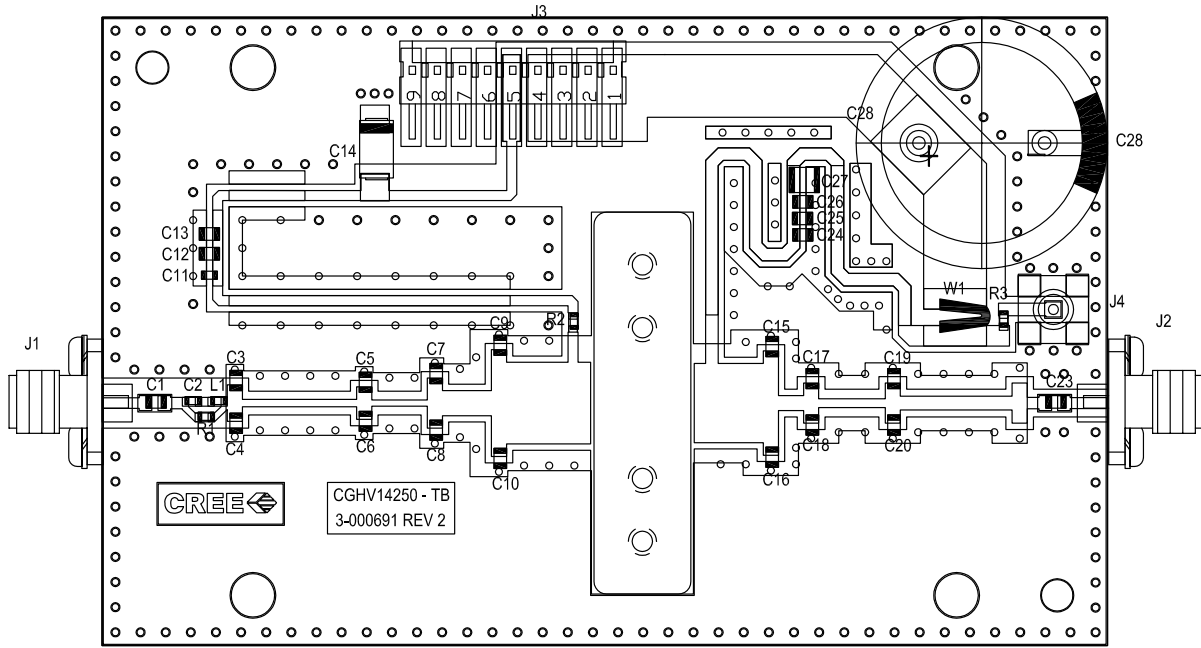 J3
9 8 7 6 5 4 3 2 1
C28
C14
C28
C27
C26
C25
C24
C13
C12
C11
W1
R3
J4
R2
C9
C15
J1
J2
C3
C5
C7
C17
C19
C1
C2
L1
C23
R1
C4
C6
C8
C18
C20
C10
C16
CREE
CGHV14250 - TB
3-000691 REV 2